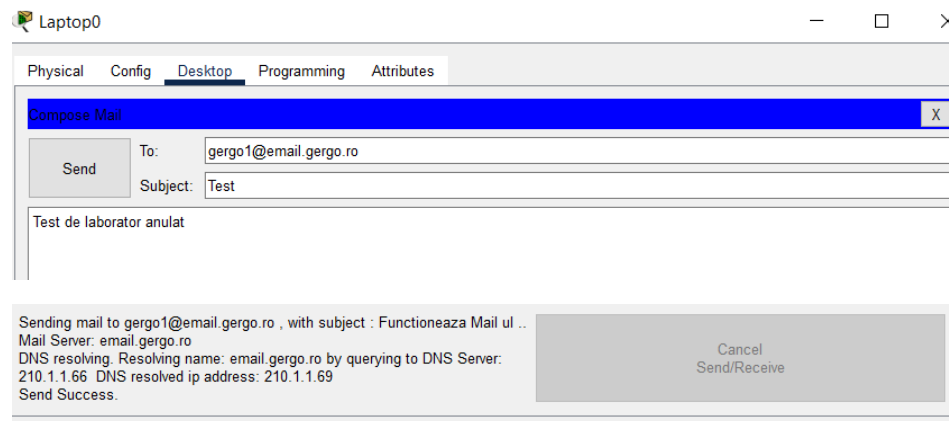 Laptop0
Physical Config Desktop Programming Attributes
Compose Mail X
Send
To: gergo1@email.gergo.ro
Subject: Test
Test de laborator anulat
Sending mail to gergo1@email.gergo.ro , with subject : Functioneaza Mail ul ..
Mail Server: email.gergo.ro
DNS resolving. Resolving name: email.gergo.ro by querying to DNS Server:
210.1.1.66 DNS resolved ip address: 210.1.1.69
Send Success.
Cancel
Send/Receive